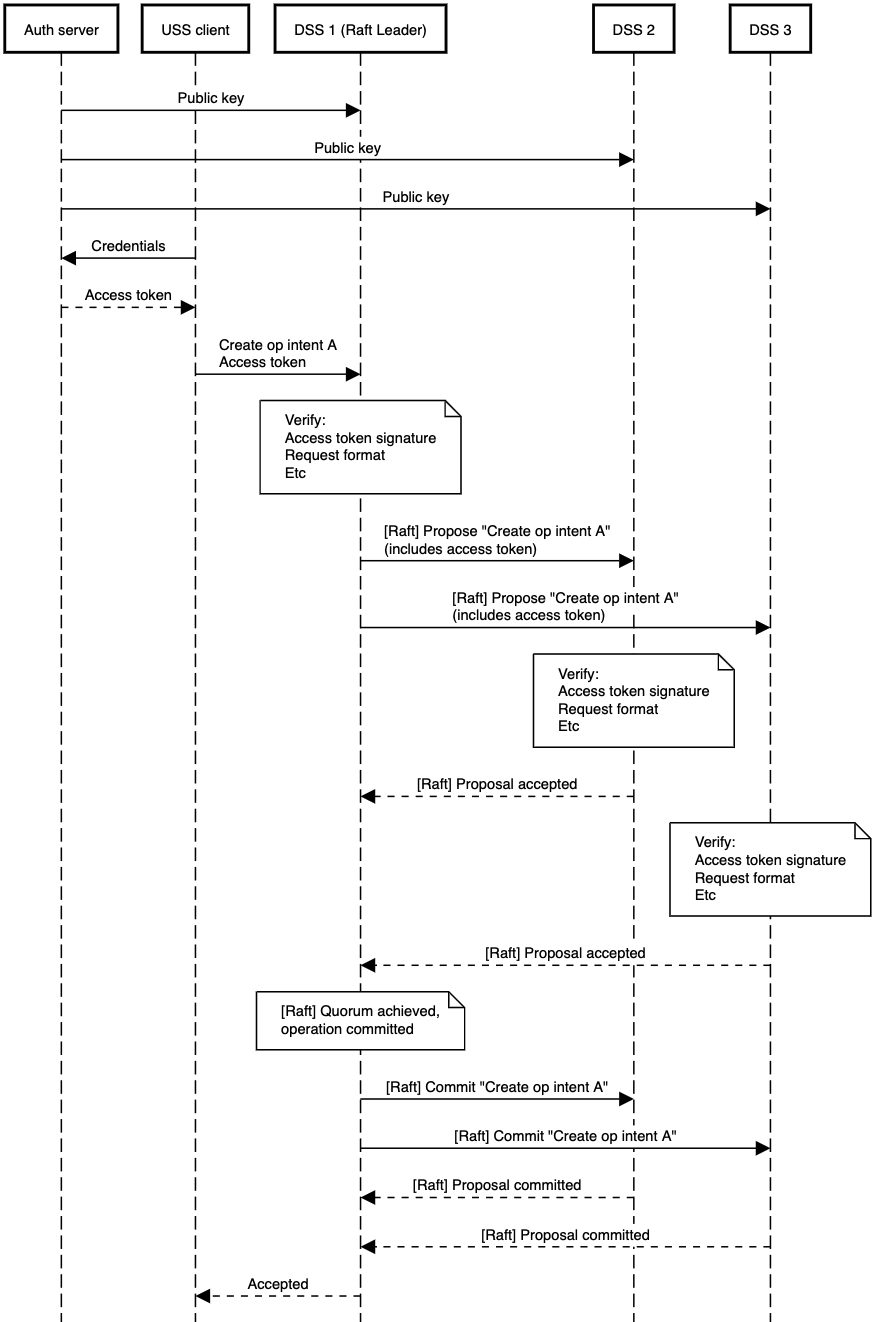 Auth server
USS client
DSS 1 (Raft Leader)
DSS 2
DSS 3
Public key
Public key
Public key
Credentials
Access token
Create op intent A
Access token
Verify:
Access token signature
Request format
Etc
[Raft] Propose "Create op intent A"
(includes access token)
[Raft] Propose "Create op intent A"
(includes access token)
Verify:
Access token signature
Request format
Etc
[Raft] Proposal accepted
Verify:
Access token signature
Request format
Etc
[Raft] Proposal accepted
[Raft] Quorum achieved,
operation committed
[Raft] Commit "Create op intent A"
[Raft] Commit "Create op intent A"
[Raft] Proposal committed
[Raft] Proposal committed
Accepted